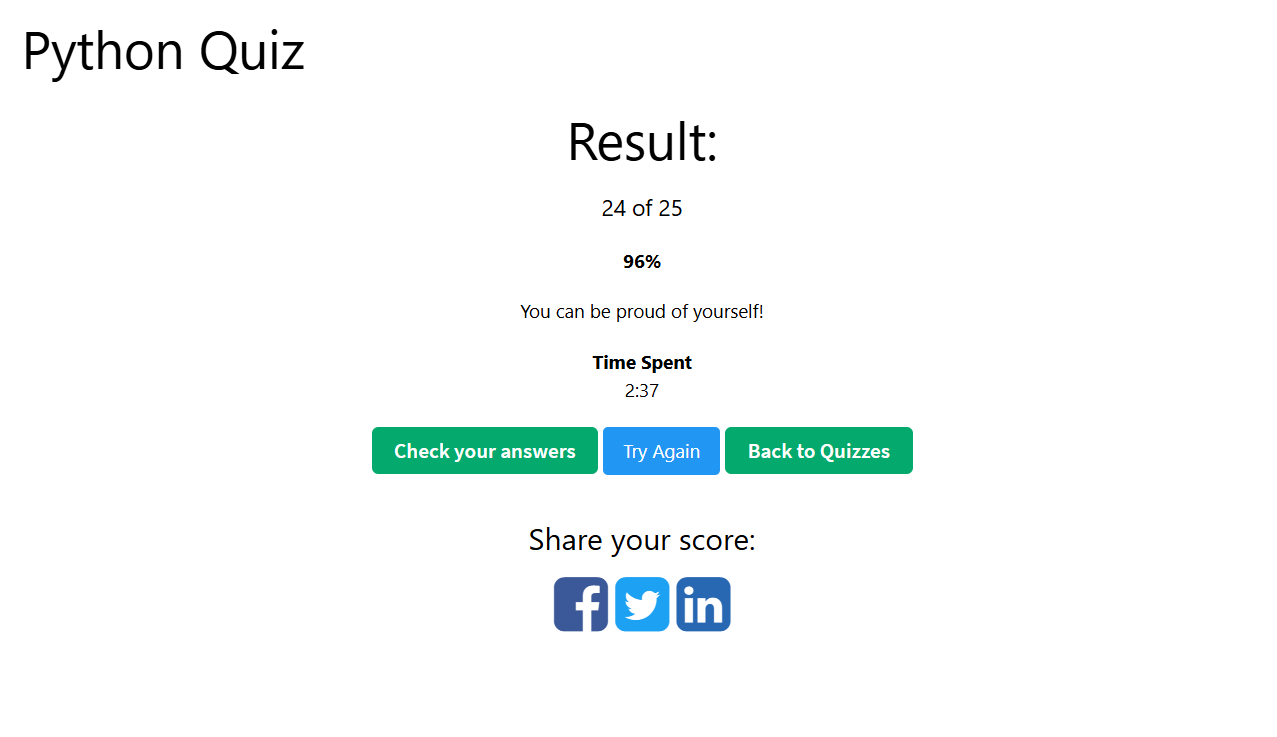 Python Quiz
Result:
24 of 25
96%
You can be proud of yourself!
Time Spent
2:37
Check your answers Try Again Back to Quizzes
Share your score: